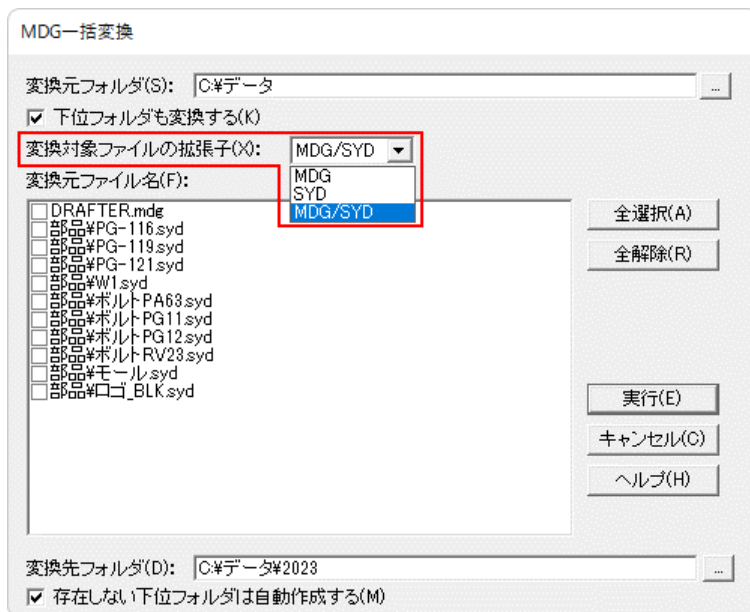 MDG一括変換
変換元フォルダ(S): C:¥データ ...
下位フォルダも変換する(K)
変換対象ファイルの拡張子(X): MDG/SYD
MDG
SYD
MDG/SYD
変換元ファイル名(F):
DRAFTER.mdg
部品¥PG-116.syd
部品¥PG-119.syd
部品¥PG-121.syd
部品¥W1.syd
部品¥ボルトPA63.syd
部品¥ボルトPG11.syd
部品¥ボルトPG12.syd
部品¥ボルトRV23.syd
部品¥モール.syd
部品¥ロゴ_BLK.syd
全選択(A)
全解除(R)
実行(E)
キャンセル(C)
ヘルプ(H)
変換先フォルダ(D): C:¥データ¥2023 ...
存在しない下位フォルダは自動作成する(M)